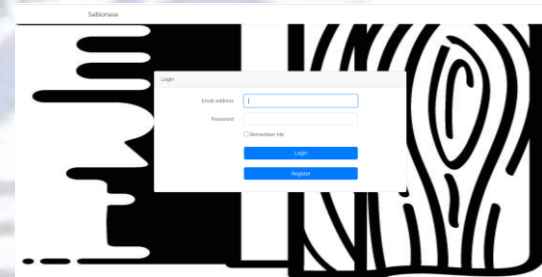 Sablonase
Login
Email address
Password
Remember Me
Login
Register